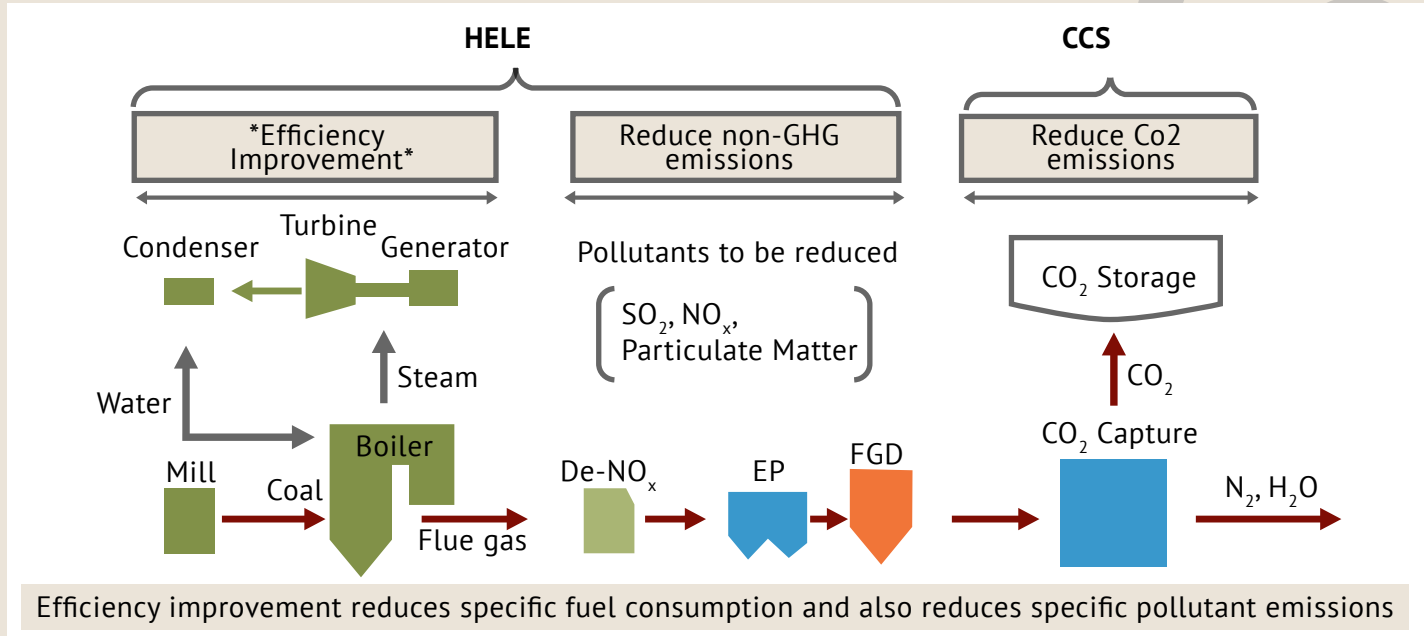 HELE
CCS
*Efficiency
Improvement*
Reduce non-GHG
emissions
Reduce Co2
emissions
Condenser
Turbine
Generator
Pollutants to be reduced
SO₂, NOₓ,
Particulate Matter
CO₂ Storage
Water
Steam
CO₂
Mill
Coal
Boiler
Flue gas
De-NOₓ
EP
FGD
CO₂ Capture
N₂, H₂O
Efficiency improvement reduces specific fuel consumption and also reduces specific pollutant emissions